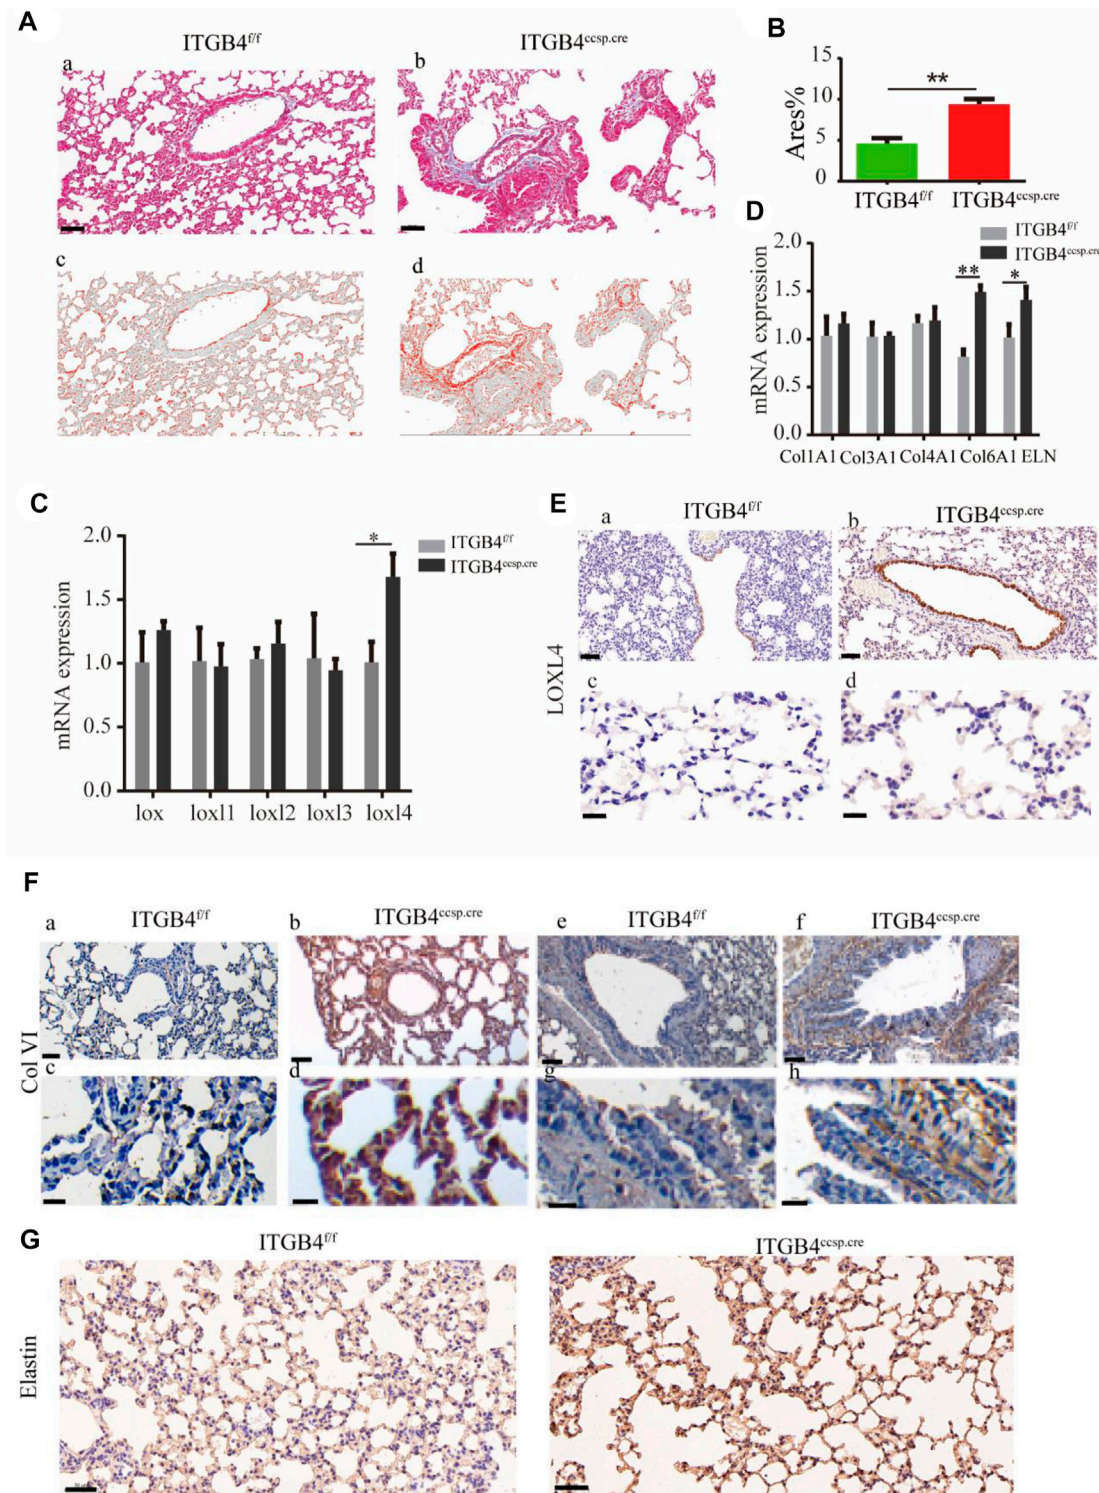 A
ITGB4f/f
ITGB4ccsp.cre
a
b
c
d
B
15
10
5
0
Ares%
**
ITGB4f/f
ITGB4ccsp.cre
D
ITGB4f/f
ITGB4ccsp.cre
2.0
1.5
1.0
0.5
0.0
mRNA expression
**
*
Col1A1 Col3A1 Col4A1 Col6A1 ELN
C
2.0
1.5
1.0
0.5
0.0
mRNA expression
*
ITGB4f/f
ITGB4ccsp.cre
lox loxl1 loxl2 loxl3 loxl4
E
a
ITGB4f/f
b
ITGB4ccsp.cre
LOXL4
c
d
F
a
ITGB4f/f
b
ITGB4ccsp.cre
e
ITGB4f/f
f
ITGB4ccsp.cre
Col VI
c
d
g
h
G
ITGB4f/f
ITGB4ccsp.cre
Elastin